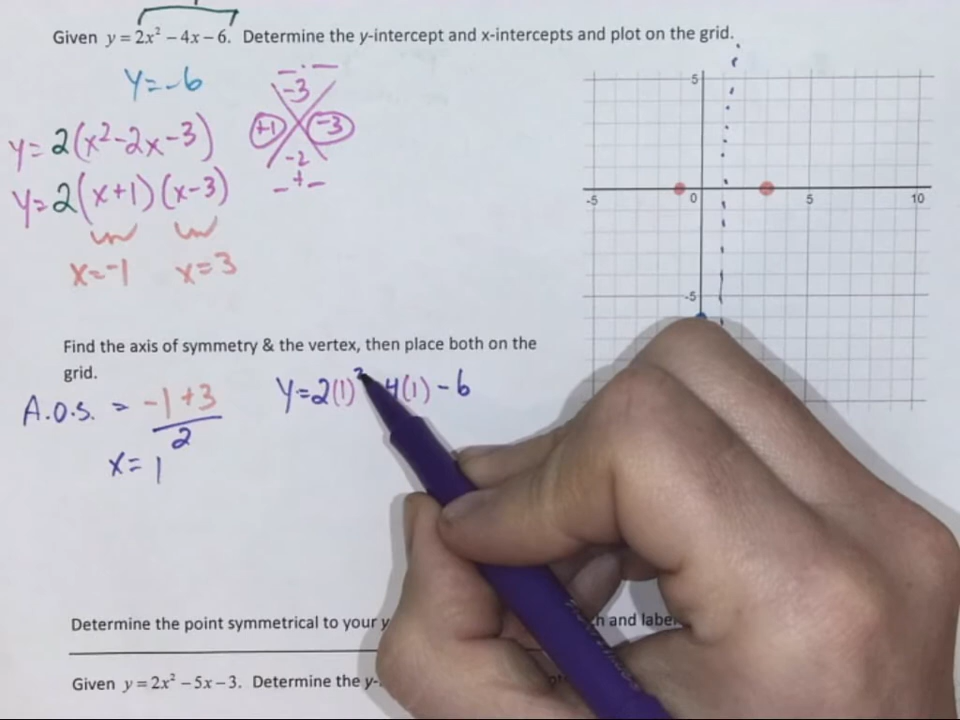 Given y = 2x² − 4x − 6. Determine the y-intercept and x-intercepts and plot on the grid.
y=-6
y=2(x²-2x-3)
y=2(x+1)(x-3)
x=-1 x=3
-3
+1 -3
-2
+
5
-5 0 5 10
-5
Find the axis of symmetry & the vertex, then place both on the
grid.
A.O.S. = -1+3
2
x=1
y=2(1)² 4(1)-6
Determine the point symmetrical to your y
and label
Given y = 2x² − 5x − 3. Determine the y-